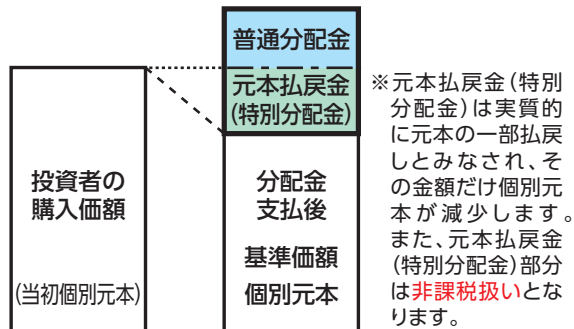 普通分配金
元本払戻金
(特別分配金)
投資者の
購入価額
(当初個別元本)
分配金
支払後
基準価額
個別元本
※元本払戻金(特別
分配金)は実質的
に元本の一部払戻
しとみなされ、そ
の金額だけ個別元
本が減少します。
また、元本払戻金
(特別分配金)部分
は非課税扱いとな
ります。